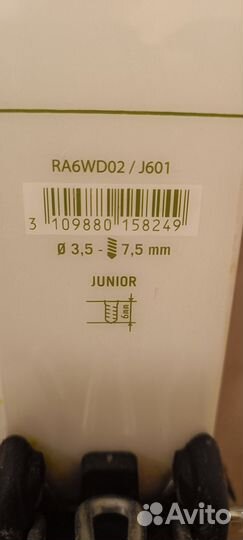 RA6WD02 / J601
3 109880 158249
Ø 3,5 - 7,5 mm
JUNIOR
6mm
Avito